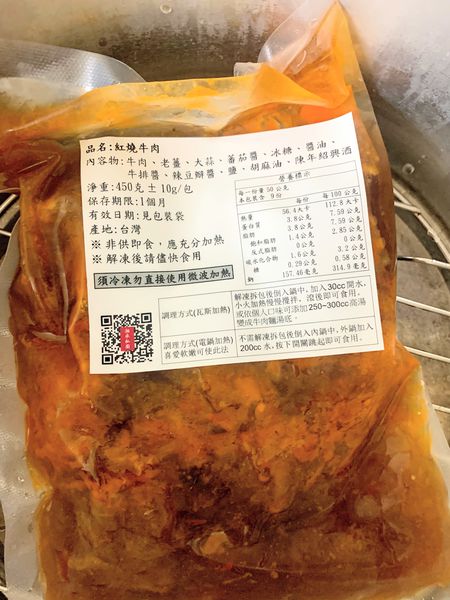 品名:紅燒牛肉
內容物:牛肉、老薑、大蒜、蕃茄醬、冰糖、醬油、
牛排醬、辣豆瓣醬、鹽、胡麻油、陳年紹興酒
淨重:450克±10g/包
保存期限:1個月
有效日期:見包裝袋
產地:台灣
※ 非供即食,應充分加熱
※ 解凍後請儘快食用
須冷凍勿直接使用微波加熱
營養標示
每一份量 50公克
本包裝含 9份
每份 每 100公克
熱量 56.4大卡 112.8大卡
蛋白質 3.8公克 7.59公克
脂肪 3.8公克 7.59公克
飽和脂肪 1.4公克 2.85公克
反式脂肪 0公克 0公克
碳水化合物 1.6公克 3.2公克
糖 0.29公克 0.58公克
鈉 157.46毫克 314.9毫克
調理方式(瓦斯加熱)
解凍拆包後倒入鍋中,加入30cc開水,
小火加熱慢慢攪拌,滾後即可食用。
或依個人口味可添加250~300cc高湯
變成牛肉麵湯底。
調理方式(電鍋加熱)
喜愛軟嫩可使此法
不需解凍拆包後倒入內鍋中,外鍋加入
200cc 水,按下開關跳起即可食用。